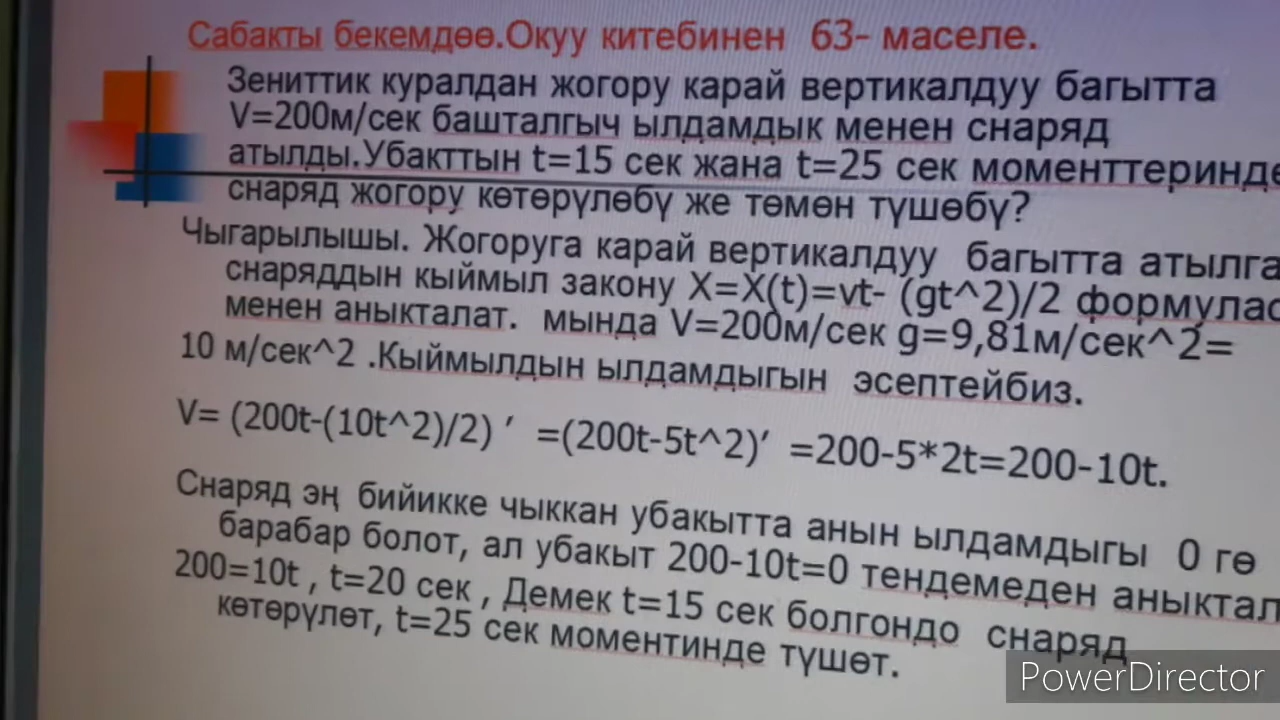 Сабакты бекемдөө.Окуу китебинен 63- маселе.
Зениттик куралдан жогору карай вертикалдуу багытта
V=200м/сек башталгыч ылдамдык менен снаряд
атылды.Убакттын t=15 сек жана t=25 сек моменттеринде
снаряд жогору көтөрүлөбү же төмөн түшөбү?
Чыгарылышы. Жогоруга карай вертикалдуу багытта атылга
снаряддын кыймыл закону X=X(t)=vt- (gt^2)/2 формулас
менен аныкталат. мында V=200м/сек g=9,81м/сек^2=
10 м/сек^2 .Кыймылдын ылдамдыгын эсептейбиз.
V= (200t-(10t^2)/2) ′ =(200t-5t^2)′ =200-5*2t=200-10t.
Снаряд эң бийикке чыккан убакытта анын ылдамдыгы 0 гө
барабар болот, ал убакыт 200-10t=0 тендемеден аныктал
200=10t , t=20 сек , Демек t=15 сек болгондо снаряд
көтөрүлөт, t=25 сек моментинде түшөт.
PowerDirector